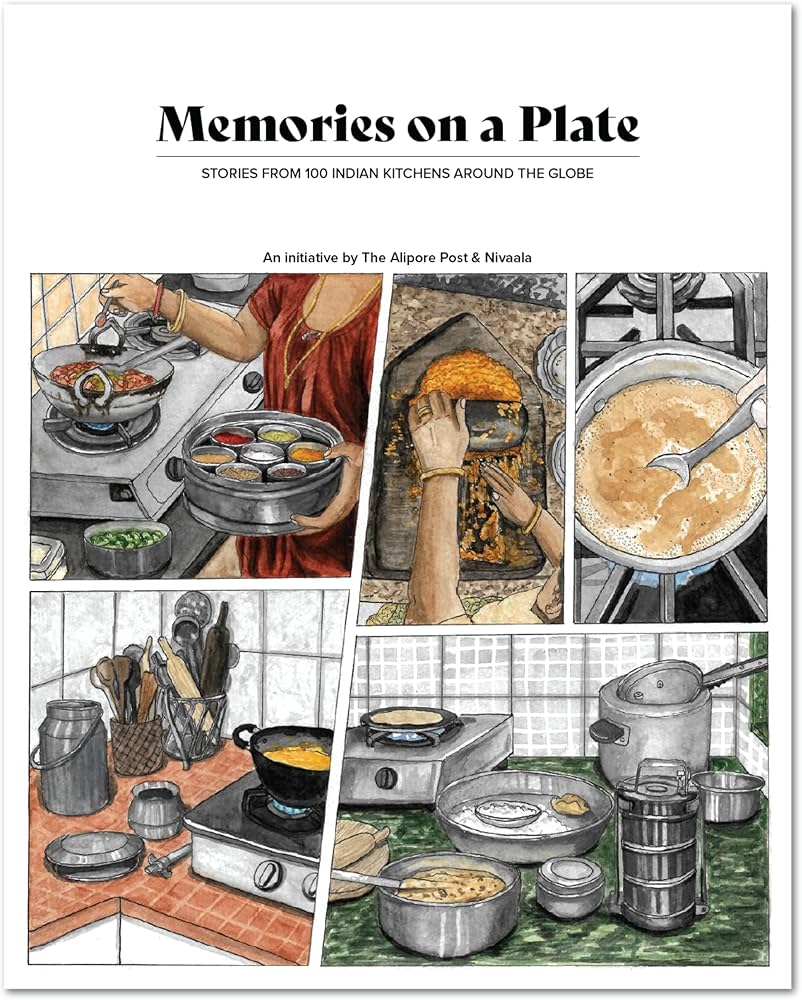 Memories on a Plate
STORIES FROM 100 INDIAN KITCHENS AROUND THE GLOBE
An initiative by The Alipore Post & Nivaala